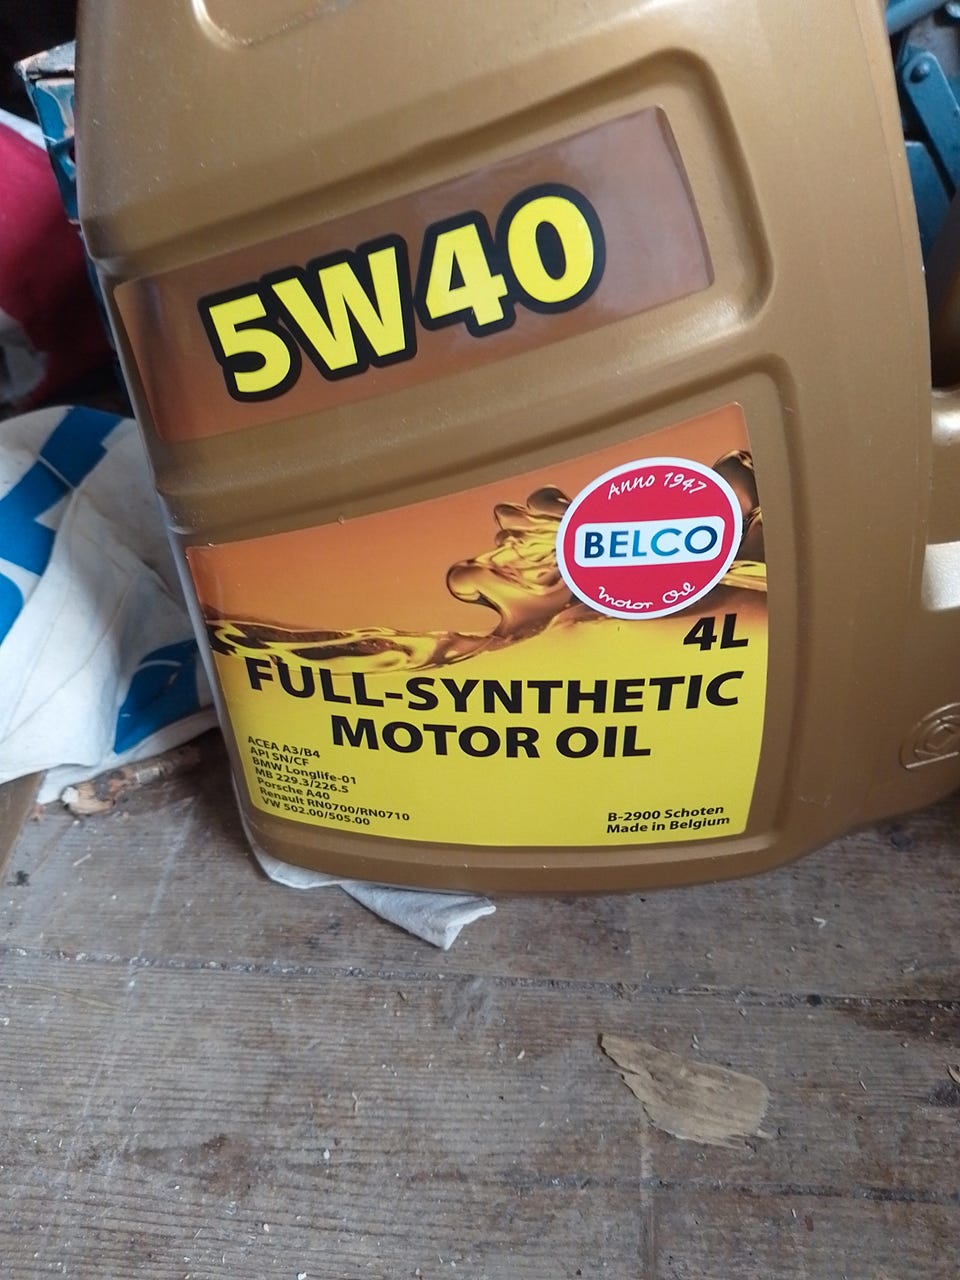 5W40
Anno 1947
BELCO
Motor Oil
4L
FULL-SYNTHETIC
MOTOR OIL
ACEA A3/B4
API SN/CF
BMW Longlife-01
MB 229.3/226.5
Porsche A40
Renault RN0700/RN0710
VW 502.00/505.00
B-2900 Schoten
Made in Belgium